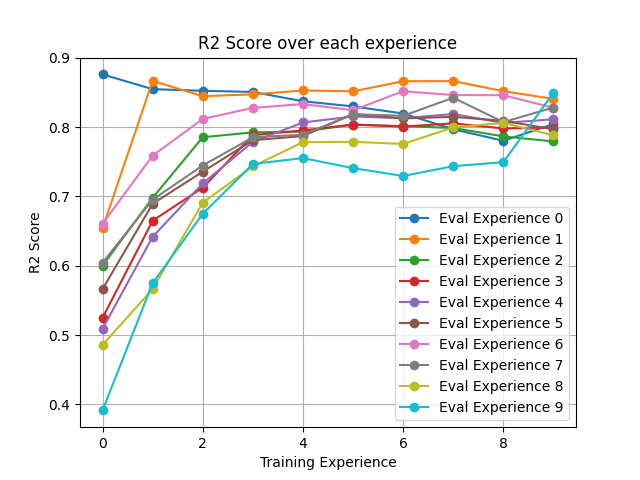 R2 Score over each experience
0.9
0.8
0.7
0.6
0.5
0.4
R2 Score
0
2
4
6
8
Training Experience
Eval Experience 0
Eval Experience 1
Eval Experience 2
Eval Experience 3
Eval Experience 4
Eval Experience 5
Eval Experience 6
Eval Experience 7
Eval Experience 8
Eval Experience 9